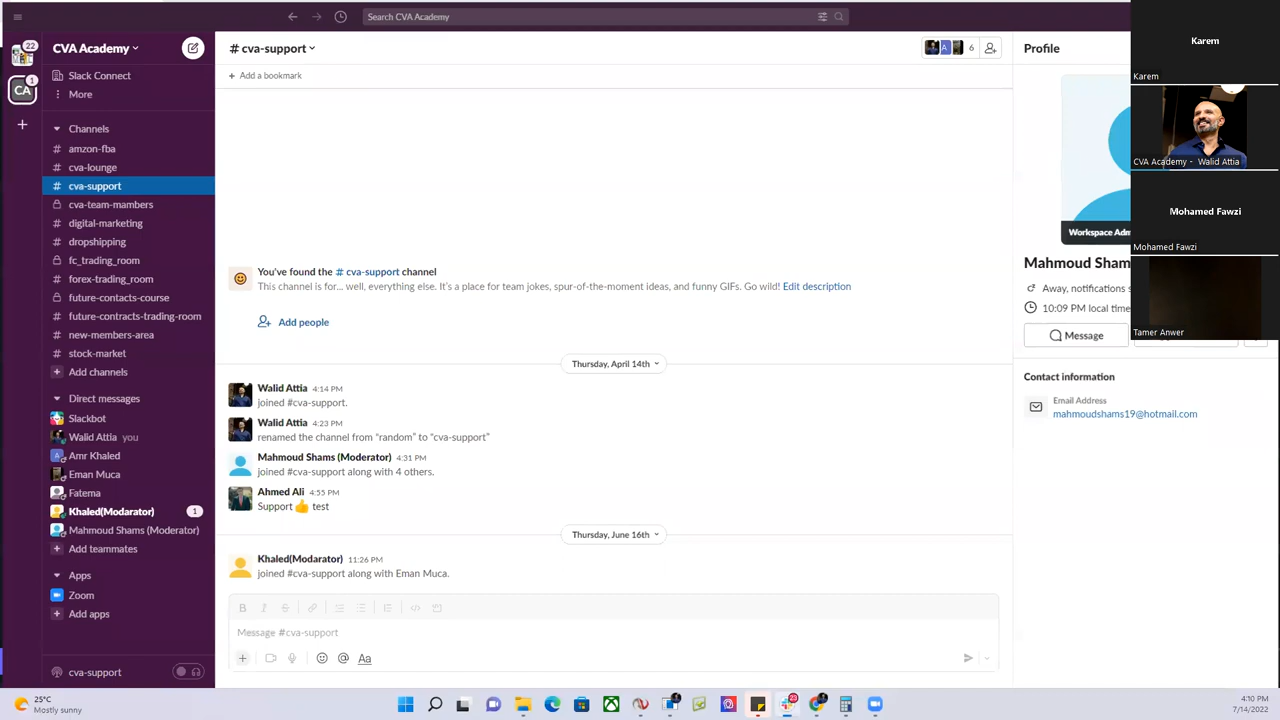 Search CVA Academy
22
CVA Academy
CA
1
Slack Connect
More
Channels
# amzon-fba
# cva-lounge
# cva-support
cva-team-mambers
# digital-marketing
# dropshipping
fc_trading_room
# forex-trading_room
future-contacts-course
# future-contracts-trading-room
# new-members-area
# stock-market
+ Add channels
Direct messages
Slackbot
Walid Attia you
Amr Khaled
Eman Muca
Fatema
Khaled(Modarator) 1
Mahmoud Shams (Moderator)
+ Add teammates
Apps
Zoom
+ Add apps
cva-support
# cva-support
A 6
+ Add a bookmark
You've found the # cva-support channel
This channel is for... well, everything else. It's a place for team jokes, spur-of-the-moment ideas, and funny GIFs. Go wild! Edit description
Add people
Thursday, April 14th
Walid Attia 4:14 PM
joined #cva-support.
Walid Attia 4:23 PM
renamed the channel from "random" to "cva-support"
Mahmoud Shams (Moderator) 4:31 PM
joined #cva-support along with 4 others.
Ahmed Ali 4:55 PM
Support 👍 test
Thursday, June 16th
Khaled(Modarator) 11:26 PM
joined #cva-support along with Eman Muca.
B I S
Message #cva-support
+ @ Aa
Profile
Workspace Adm
Mahmoud Sham
Away, notifications s
10:09 PM local time
Message
Contact information
Email Address
mahmoudshams19@hotmail.com
Karem
Karem
CVA Academy - Walid Attia
Mohamed Fawzi
Mohamed Fawzi
Tamer Anwer
25°C
Mostly sunny
4:10 PM
7/14/2022